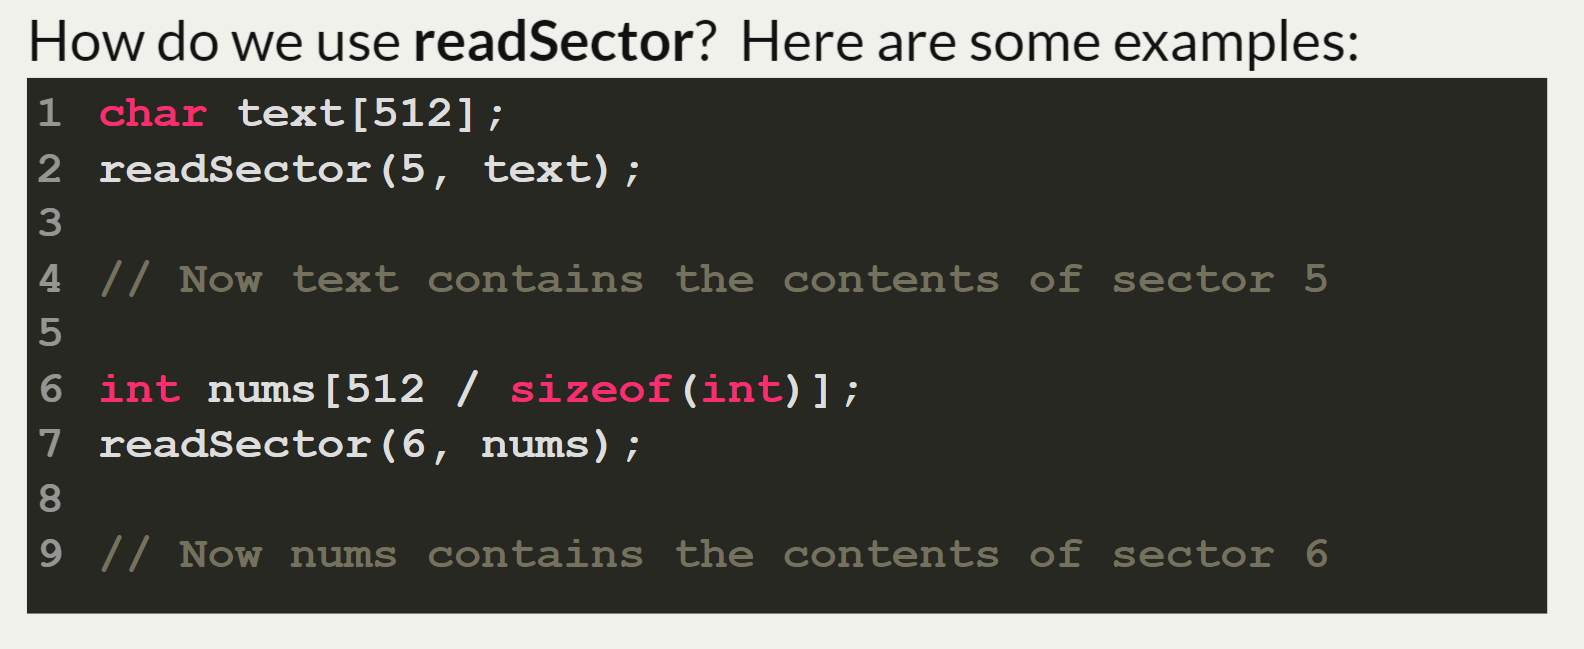 How do we use readSector? Here are some examples:
1 char text[512];
2 readSector(5, text);
3
4 // Now text contains the contents of sector 5
5
6 int nums[512 / sizeof(int)];
7 readSector(6, nums);
8
9 // Now nums contains the contents of sector 6